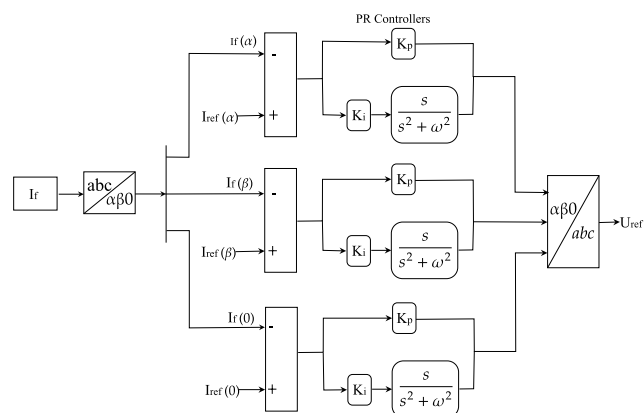 PR Controllers
If (α)
-
+
Iref (α)
Kp
Ki
s
s² + ω²
If
abc
αβ0
If (β)
-
+
Iref (β)
Kp
Ki
s
s² + ω²
αβ0
abc
Uref
If (0)
-
+
Iref (0)
Kp
Ki
s
s² + ω²